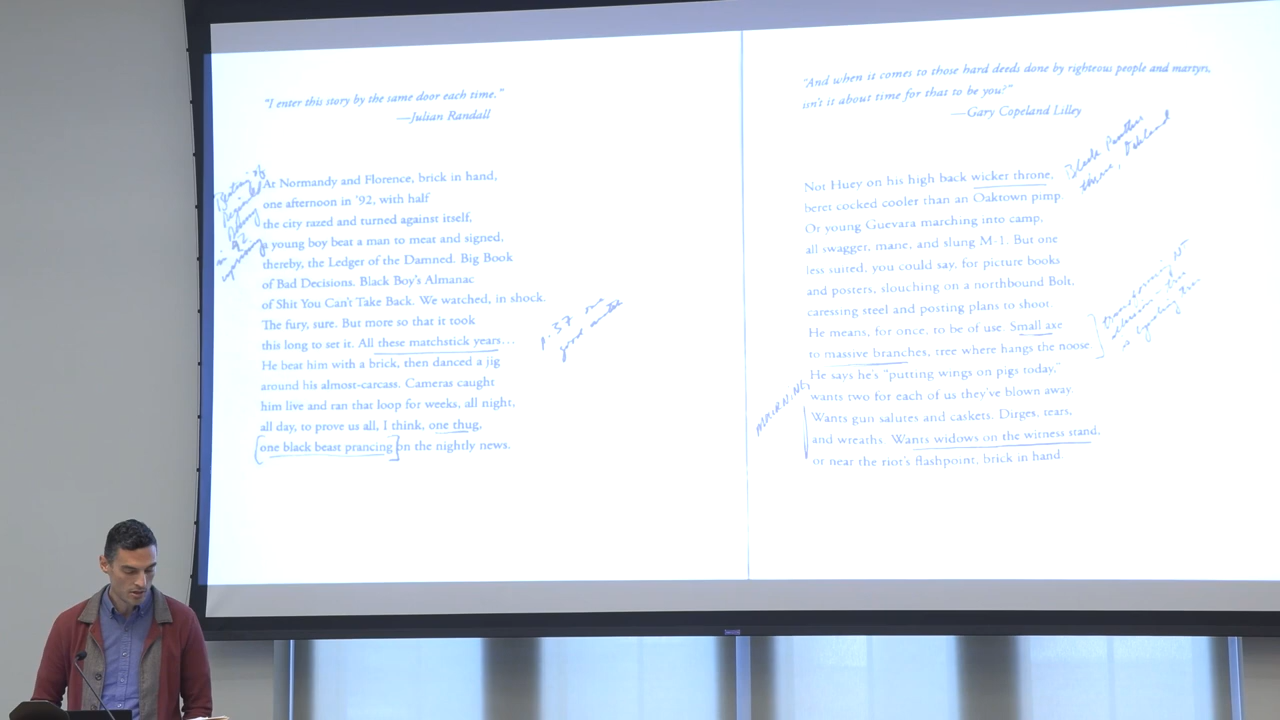 "I enter this story by the same door each time."
—Julian Randall
Beating of
Reginald
Denny
in '92
uprising
At Normandy and Florence, brick in hand,
one afternoon in '92, with half
the city razed and turned against itself,
a young boy beat a man to meat and signed,
thereby, the Ledger of the Damned. Big Book
of Bad Decisions. Black Boy's Almanac
of Shit You Can't Take Back. We watched, in shock.
The fury, sure. But more so that it took
this long to set it. All these matchstick years...
He beat him with a brick, then danced a jig
around his almost-carcass. Cameras caught
him live and ran that loop for weeks, all night,
all day, to prove us all, I think, one thug,
one black beast prancing on the nightly news.
p. 37 one
good
"And when it comes to those hard deeds done by righteous people and martyrs,
isn't it about time for that to be you?"
—Gary Copeland Lilley
Black Panther
Oakland
Not Huey on his high back wicker throne,
beret cocked cooler than an Oaktown pimp.
Or young Guevara marching into camp,
all swagger, mane, and slung M-1. But one
less suited, you could say, for picture books
and posters, slouching on a northbound Bolt,
caressing steel and posting plans to shoot.
He means, for once, to be of use. Small axe
to massive branches, tree where hangs the noose.
He says he's "putting wings on pigs today,"
wants two for each of us they've blown away.
Wants gun salutes and caskets. Dirges, tears,
and wreaths. Wants widows on the witness stand,
or near the riot's flashpoint, brick in hand.
MOURNING